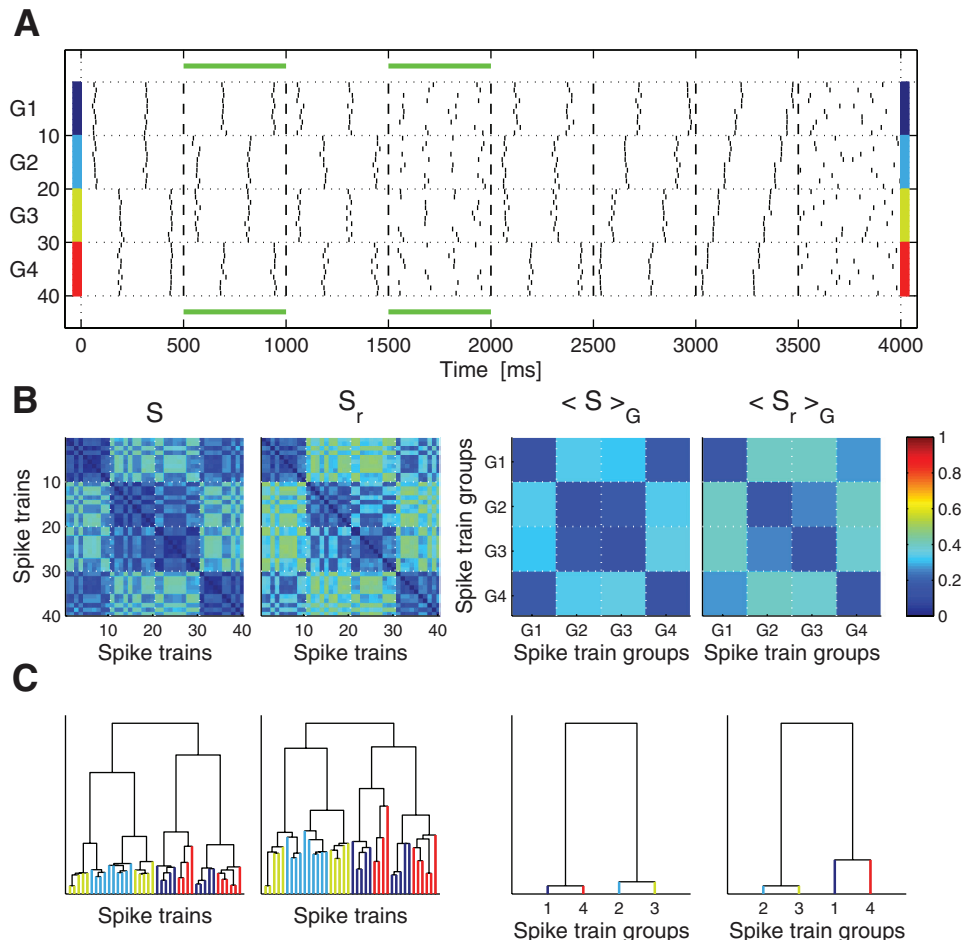 A
G1
10
G2
20
G3
30
G4
40
0 500 1000 1500 2000 2500 3000 3500 4000
Time [ms]
B
S
S_r
< S >_G
< S_r >_G
Spike trains
10
20
30
40
10 20 30 40
Spike trains
10 20 30 40
Spike trains
Spike train groups
G1
G2
G3
G4
G1 G2 G3 G4
Spike train groups
G1 G2 G3 G4
Spike train groups
1
0.8
0.6
0.4
0.2
0
C
Spike trains
Spike trains
1 4 2 3
Spike train groups
2 3 1 4
Spike train groups